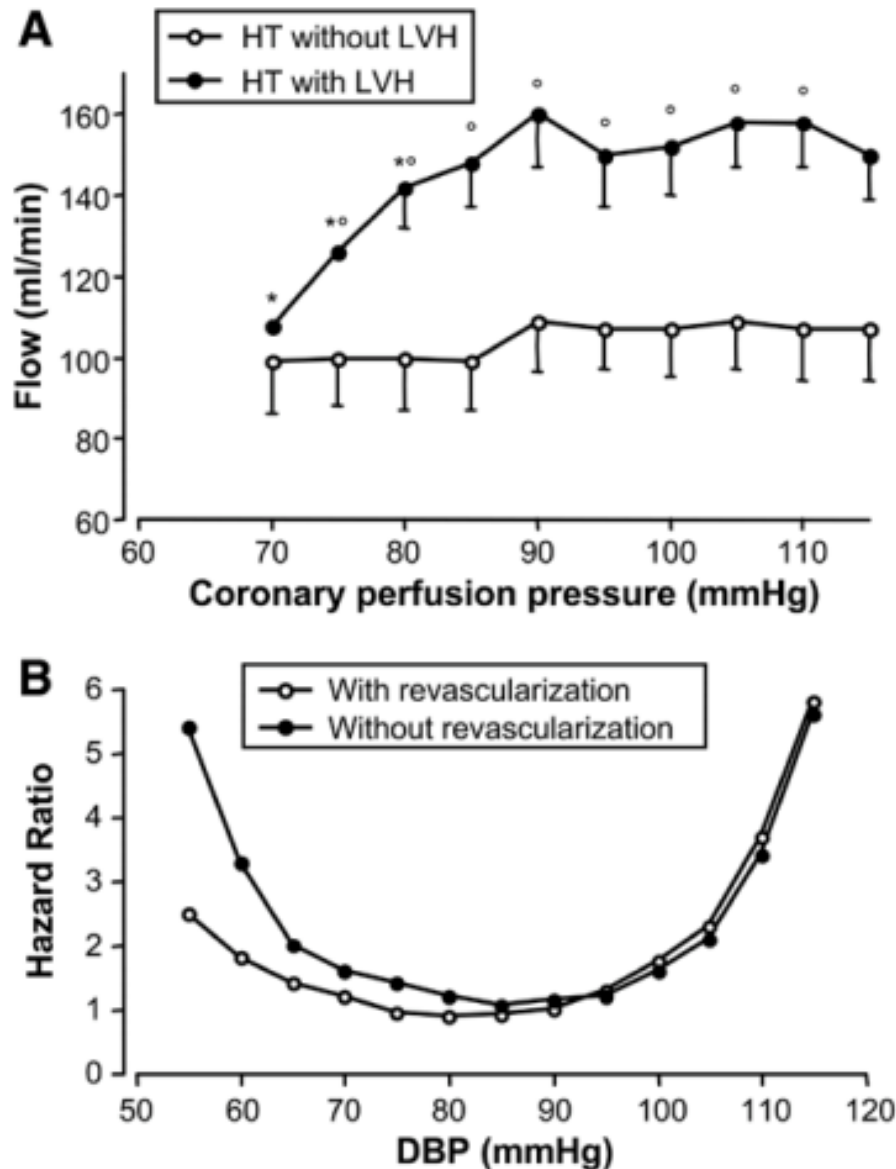 A
HT without LVH
HT with LVH
Flow (ml/min)
160
140
120
100
80
60
* *° *° ° ° ° ° ° °
60 70 80 90 100 110
Coronary perfusion pressure (mmHg)
B
With revascularization
Without revascularization
Hazard Ratio
6
5
4
3
2
1
0
50 60 70 80 90 100 110 120
DBP (mmHg)